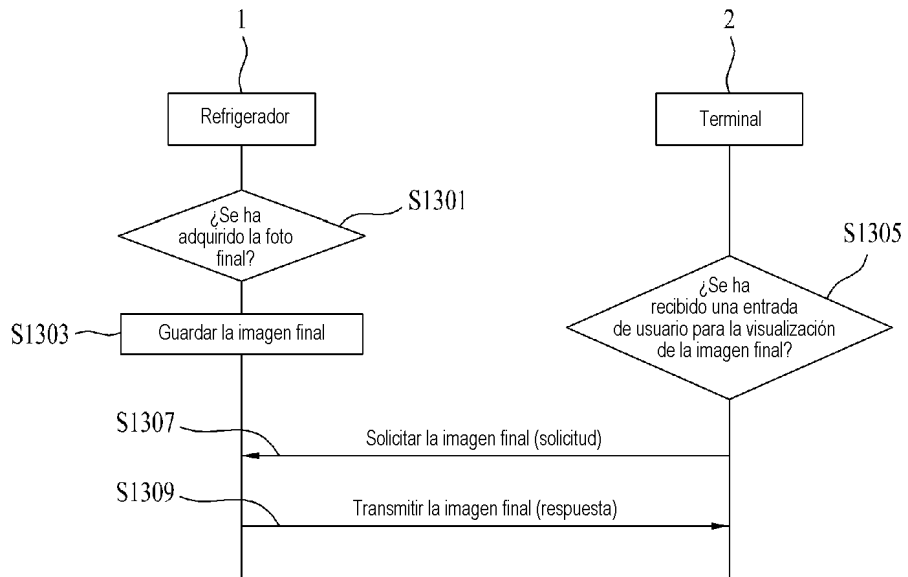 1
2
Refrigerador
Terminal
S1301
¿Se ha
adquirido la foto
final?
S1305
¿Se ha
recibido una entrada
de usuario para la visualización
de la imagen final?
S1303
Guardar la imagen final
S1307
Solicitar la imagen final (solicitud)
S1309
Transmitir la imagen final (respuesta)